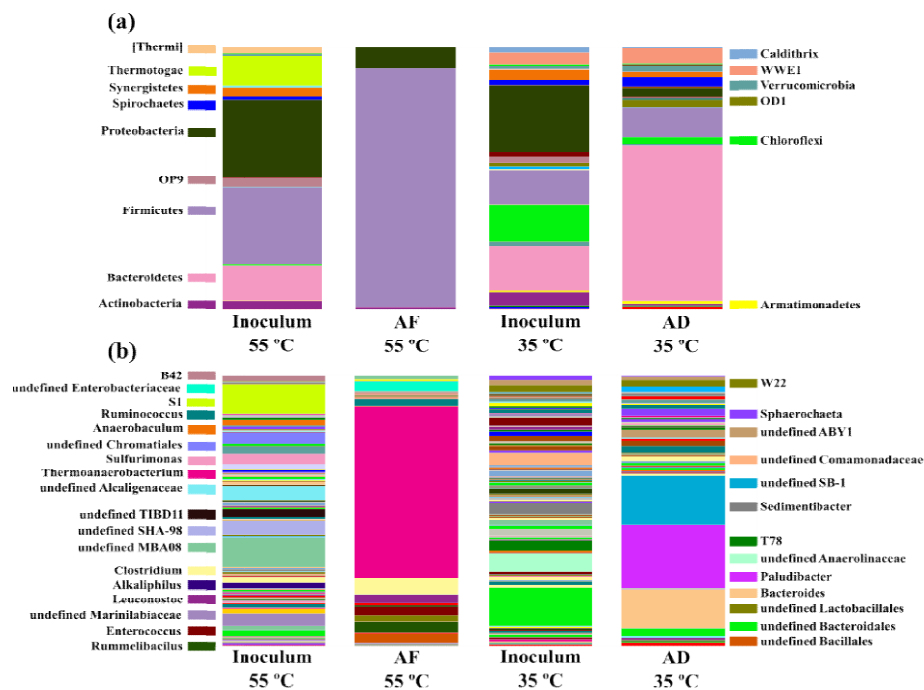 (a)
[Thermi]
Thermotogae
Synergistetes
Spirochaetes
Proteobacteria
OP9
Firmicutes
Bacteroidetes
Actinobacteria
Caldithrix
WWE1
Verrucomicrobia
OD1
Chloroflexi
Armatimonadetes
Inoculum AF Inoculum AD
55 ºC 55 ºC 35 ºC 35 ºC
(b)
B42
undefined Enterobacteriaceae
S1
Ruminococcus
Anaerobaculum
undefined Chromatiales
Sulfurimonas
Thermoanaerobacterium
undefined Alcaligenaceae
undefined TIBD11
undefined SHA-98
undefined MBA08
Clostridium
Alkaliphilus
Leuconostoc
undefined Marinilabiaceae
Enterococcus
Rummelibacilus
W22
Sphaerochaeta
undefined ABY1
undefined Comamonadaceae
undefined SB-1
Sedimentibacter
T78
undefined Anaerolinaceae
Paludibacter
Bacteroides
undefined Lactobacillales
undefined Bacteroidales
undefined Bacillales
Inoculum AF Inoculum AD
55 ºC 55 ºC 35 ºC 35 ºC